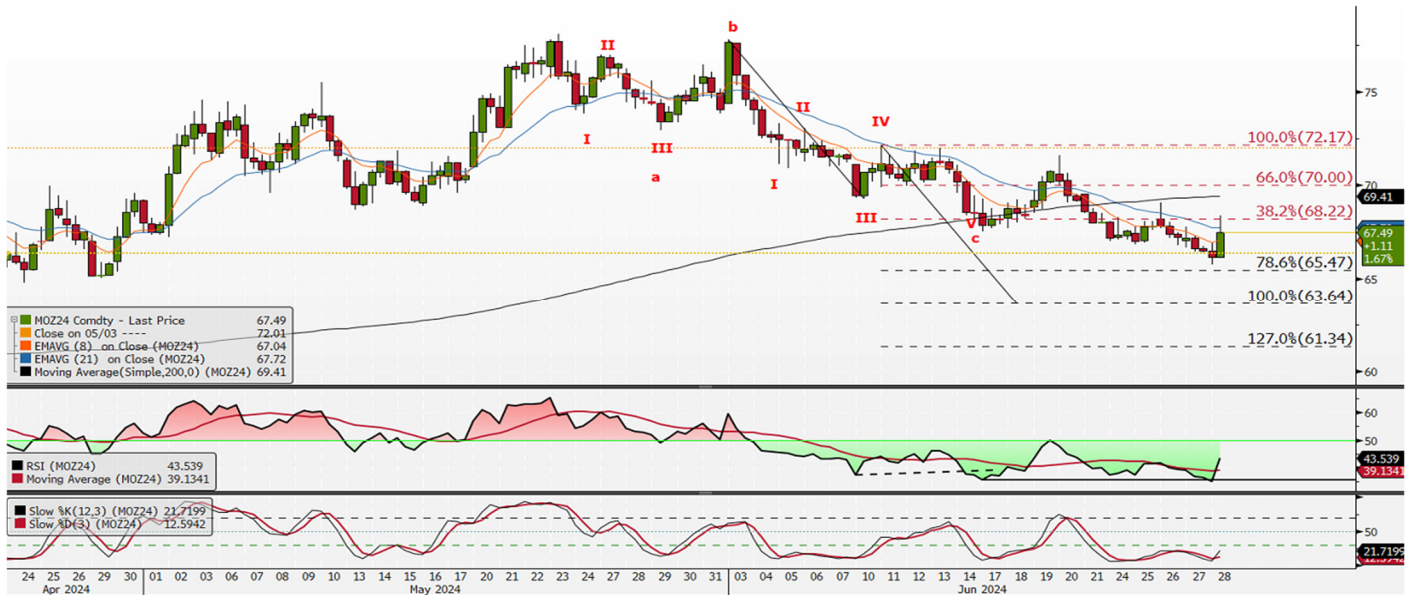 b
II
I
III
a
II
I
IV
III
V
c
100.0%(72.17)
66.0%(70.00)
38.2%(68.22)
78.6%(65.47)
100.0%(63.64)
127.0%(61.34)
75
70
69.41
67.49
+1.11
1.67%
65
60
MOZ24 Comdty - Last Price 67.49
Close on 05/03 ---- 72.01
EMAVG (8) on Close (MOZ24) 67.04
EMAVG (21) on Close (MOZ24) 67.72
Moving Average(Simple,200,0) (MOZ24) 69.41
60
50
43.539
39.1341
RSI (MOZ24) 43.539
Moving Average (MOZ24) 39.1341
Slow %K(12,3) (MOZ24) 21.7199
Slow %D(3) (MOZ24) 12.5942
50
21.7199
24 25 26 29 30 01 02 03 06 07 08 09 10 13 14 15 16 17 20 21 22 23 24 27 28 29 30 31 03 04 05 06 07 10 11 12 13 14 17 18 19 20 21 24 25 26 27 28
Apr 2024 May 2024 Jun 2024